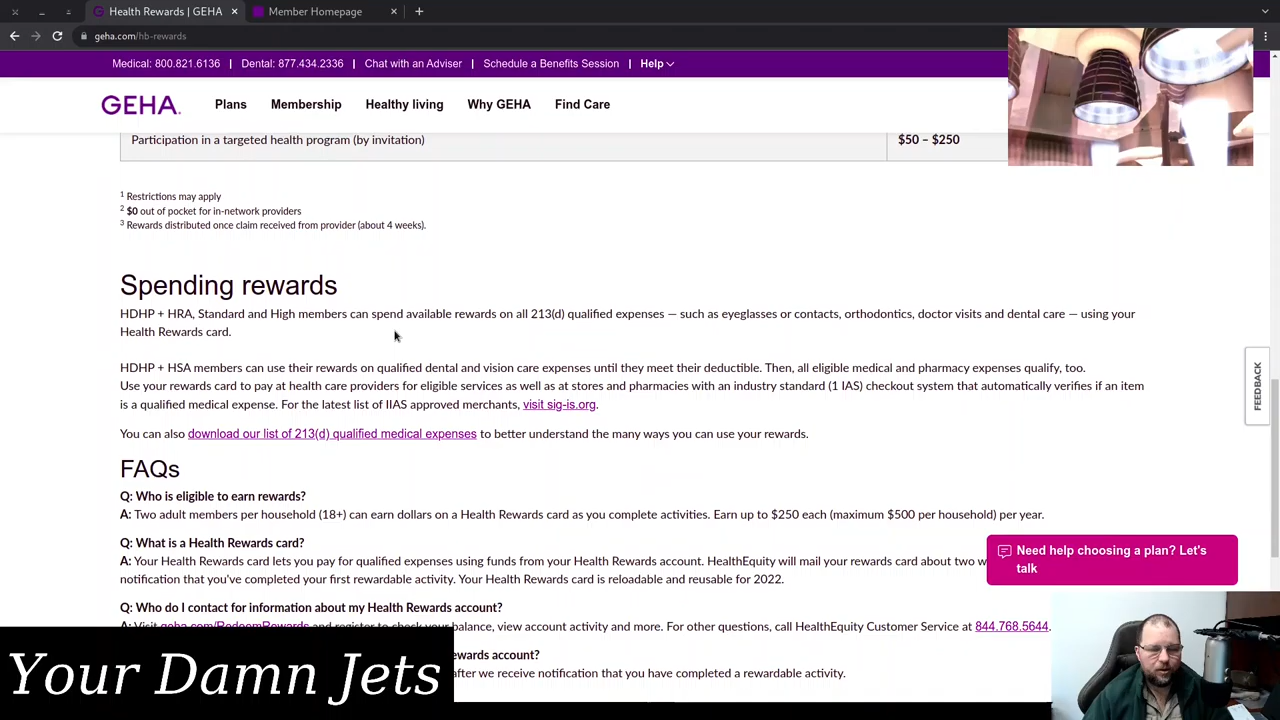 Health Rewards | GEHA
Member Homepage
geha.com/hb-rewards
Medical: 800.821.6136 | Dental: 877.434.2336 | Chat with an Adviser | Schedule a Benefits Session | Help
GEHA.
Plans Membership Healthy living Why GEHA Find Care
Participation in a targeted health program (by invitation) $50 – $250
1 Restrictions may apply
2 $0 out of pocket for in-network providers
3 Rewards distributed once claim received from provider (about 4 weeks).
Spending rewards
HDHP + HRA, Standard and High members can spend available rewards on all 213(d) qualified expenses — such as eyeglasses or contacts, orthodontics, doctor visits and dental care — using your
Health Rewards card.
HDHP + HSA members can use their rewards on qualified dental and vision care expenses until they meet their deductible. Then, all eligible medical and pharmacy expenses qualify, too.
Use your rewards card to pay at health care providers for eligible services as well as at stores and pharmacies with an industry standard (1 IAS) checkout system that automatically verifies if an item
is a qualified medical expense. For the latest list of IIAS approved merchants, visit sig-is.org.
You can also download our list of 213(d) qualified medical expenses to better understand the many ways you can use your rewards.
FEEDBACK
FAQs
Q: Who is eligible to earn rewards?
A: Two adult members per household (18+) can earn dollars on a Health Rewards card as you complete activities. Earn up to $250 each (maximum $500 per household) per year.
Q: What is a Health Rewards card?
A: Your Health Rewards card lets you pay for qualified expenses using funds from your Health Rewards account. HealthEquity will mail your rewards card about two
notification that you've completed your first rewardable activity. Your Health Rewards card is reloadable and reusable for 2022.
Need help choosing a plan? Let's
talk
Q: Who do I contact for information about my Health Rewards account?
A: Visit geha.com/RedeemRewards and register to check your balance, view account activity and more. For other questions, call HealthEquity Customer Service at 844.768.5644.
account?
after we receive notification that you have completed a rewardable activity.
Your Damn Jets